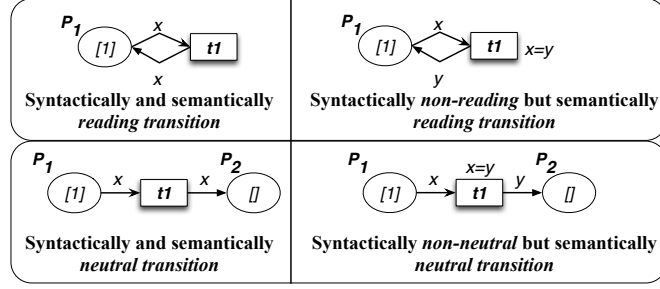 P1 x
[1] t1
x
Syntactically and semantically
reading transition
P1 x
[1] t1 x=y
y
Syntactically non-reading but semantically
reading transition
P1 P2
[1] x t1 x []
Syntactically and semantically
neutral transition
P1 x=y P2
[1] x t1 y []
Syntactically non-neutral but semantically
neutral transition